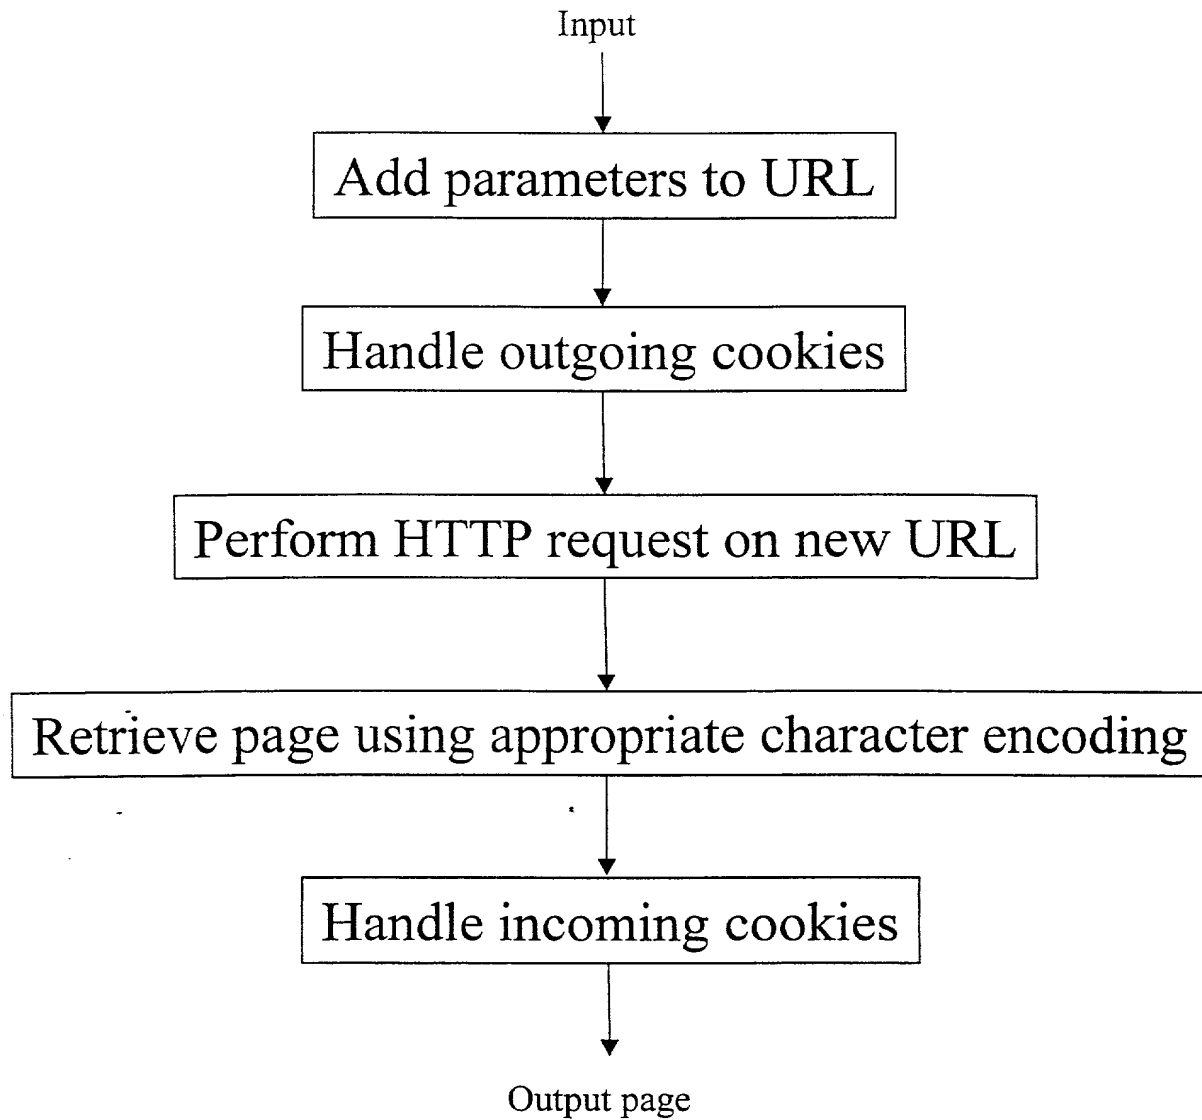 Input
Add parameters to URL
Handle outgoing cookies
Perform HTTP request on new URL
Retrieve page using appropriate character encoding
Handle incoming cookies
Output page